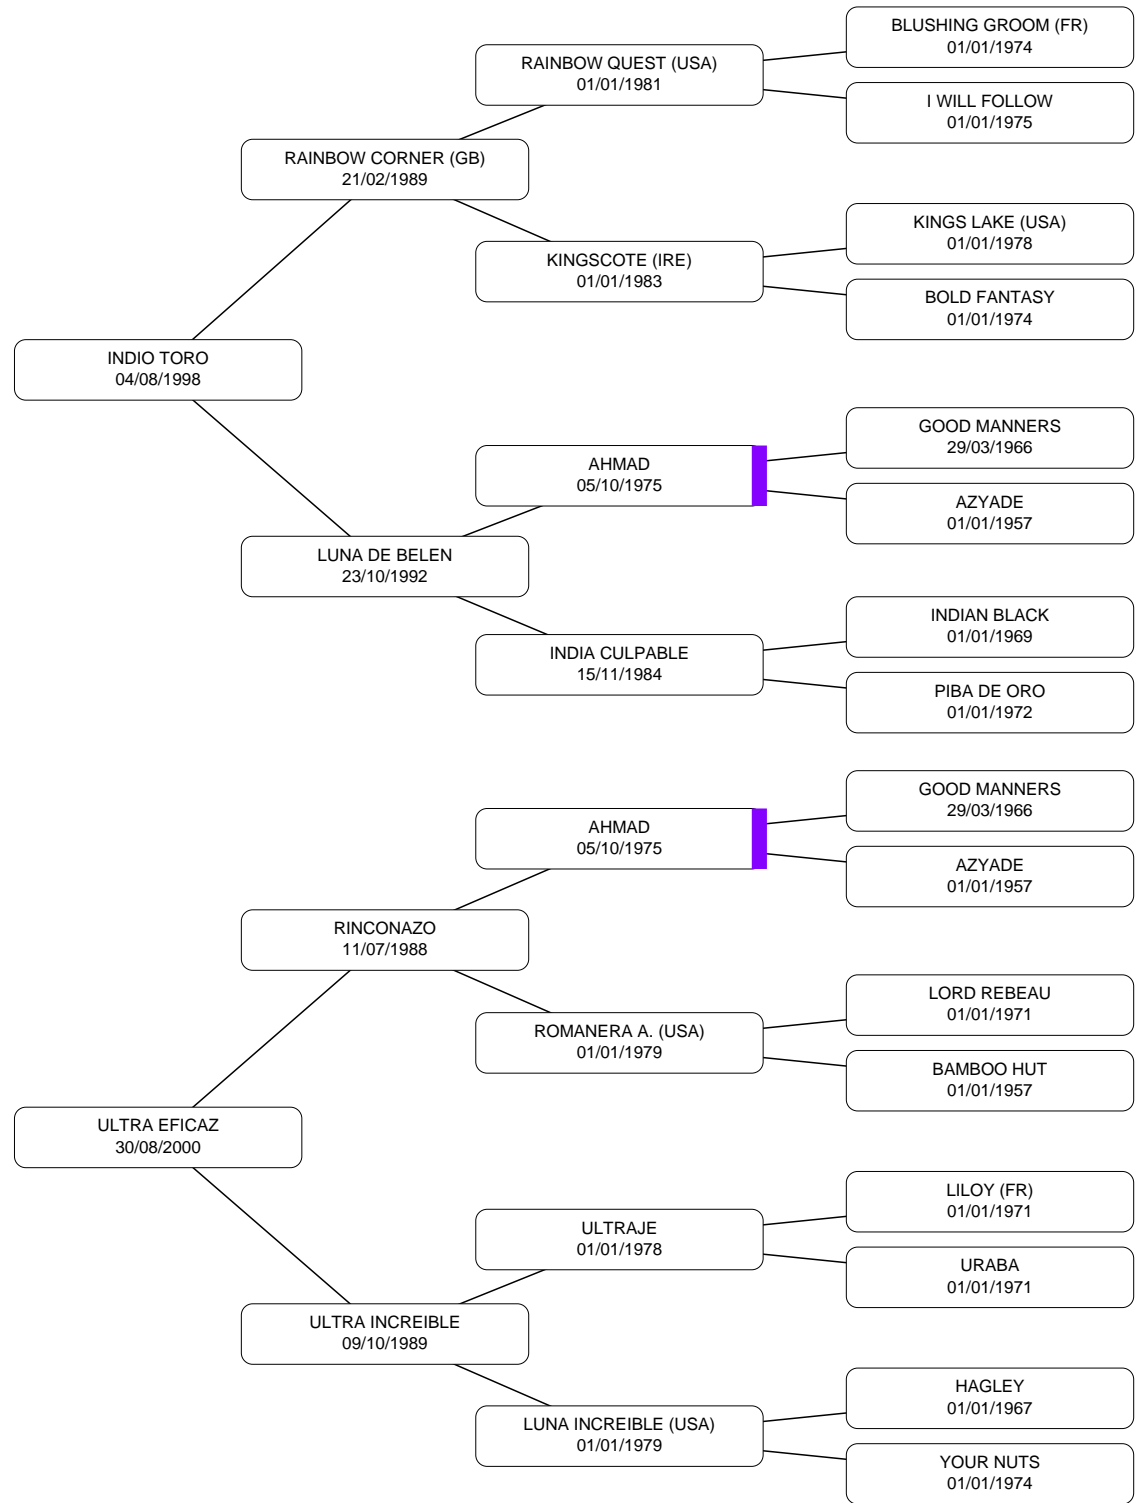 BLUSHING GROOM (FR)
01/01/1974
RAINBOW QUEST (USA)
01/01/1981
I WILL FOLLOW
01/01/1975
RAINBOW CORNER (GB)
21/02/1989
KINGS LAKE (USA)
01/01/1978
KINGSCOTE (IRE)
01/01/1983
BOLD FANTASY
01/01/1974
INDIO TORO
04/08/1998
GOOD MANNERS
29/03/1966
AHMAD
05/10/1975
AZYADE
01/01/1957
LUNA DE BELEN
23/10/1992
INDIAN BLACK
01/01/1969
INDIA CULPABLE
15/11/1984
PIBA DE ORO
01/01/1972
GOOD MANNERS
29/03/1966
AHMAD
05/10/1975
AZYADE
01/01/1957
RINCONAZO
11/07/1988
LORD REBEAU
01/01/1971
ROMANERA A. (USA)
01/01/1979
BAMBOO HUT
01/01/1957
ULTRA EFICAZ
30/08/2000
LILOY (FR)
01/01/1971
ULTRAJE
01/01/1978
URABA
01/01/1971
ULTRA INCREIBLE
09/10/1989
HAGLEY
01/01/1967
LUNA INCREIBLE (USA)
01/01/1979
YOUR NUTS
01/01/1974